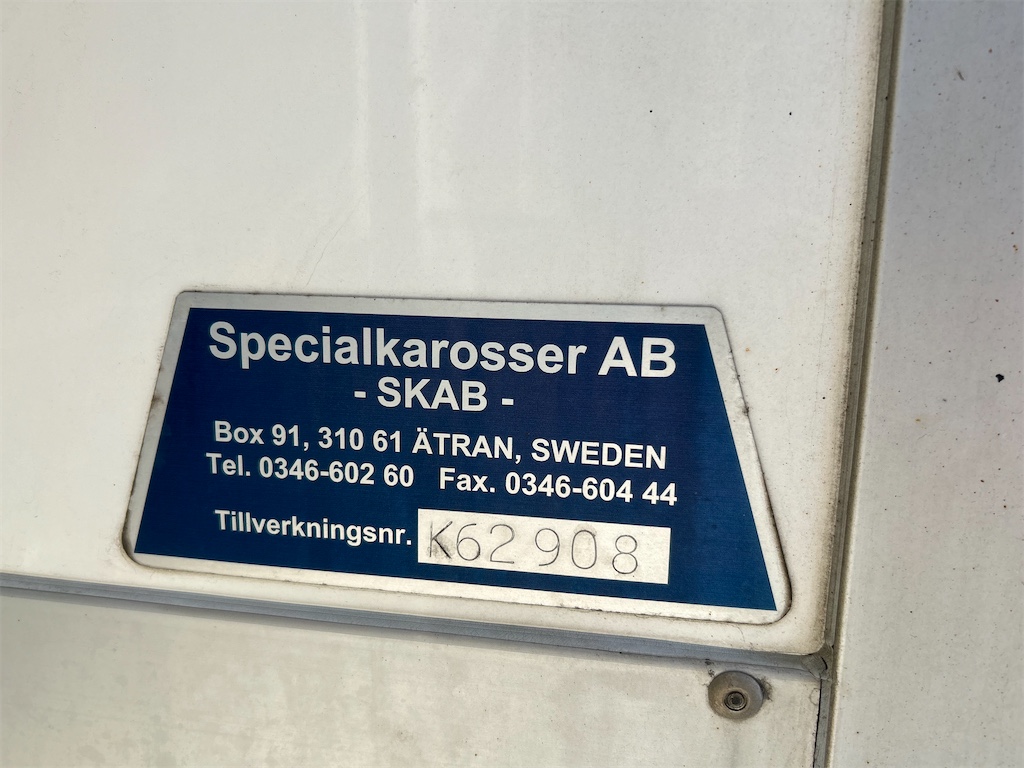 Specialkarosser AB
- SKAB -
Box 91, 310 61 ÄTRAN, SWEDEN
Tel. 0346-602 60 Fax. 0346-604 44
Tillverkningsnr. K62908